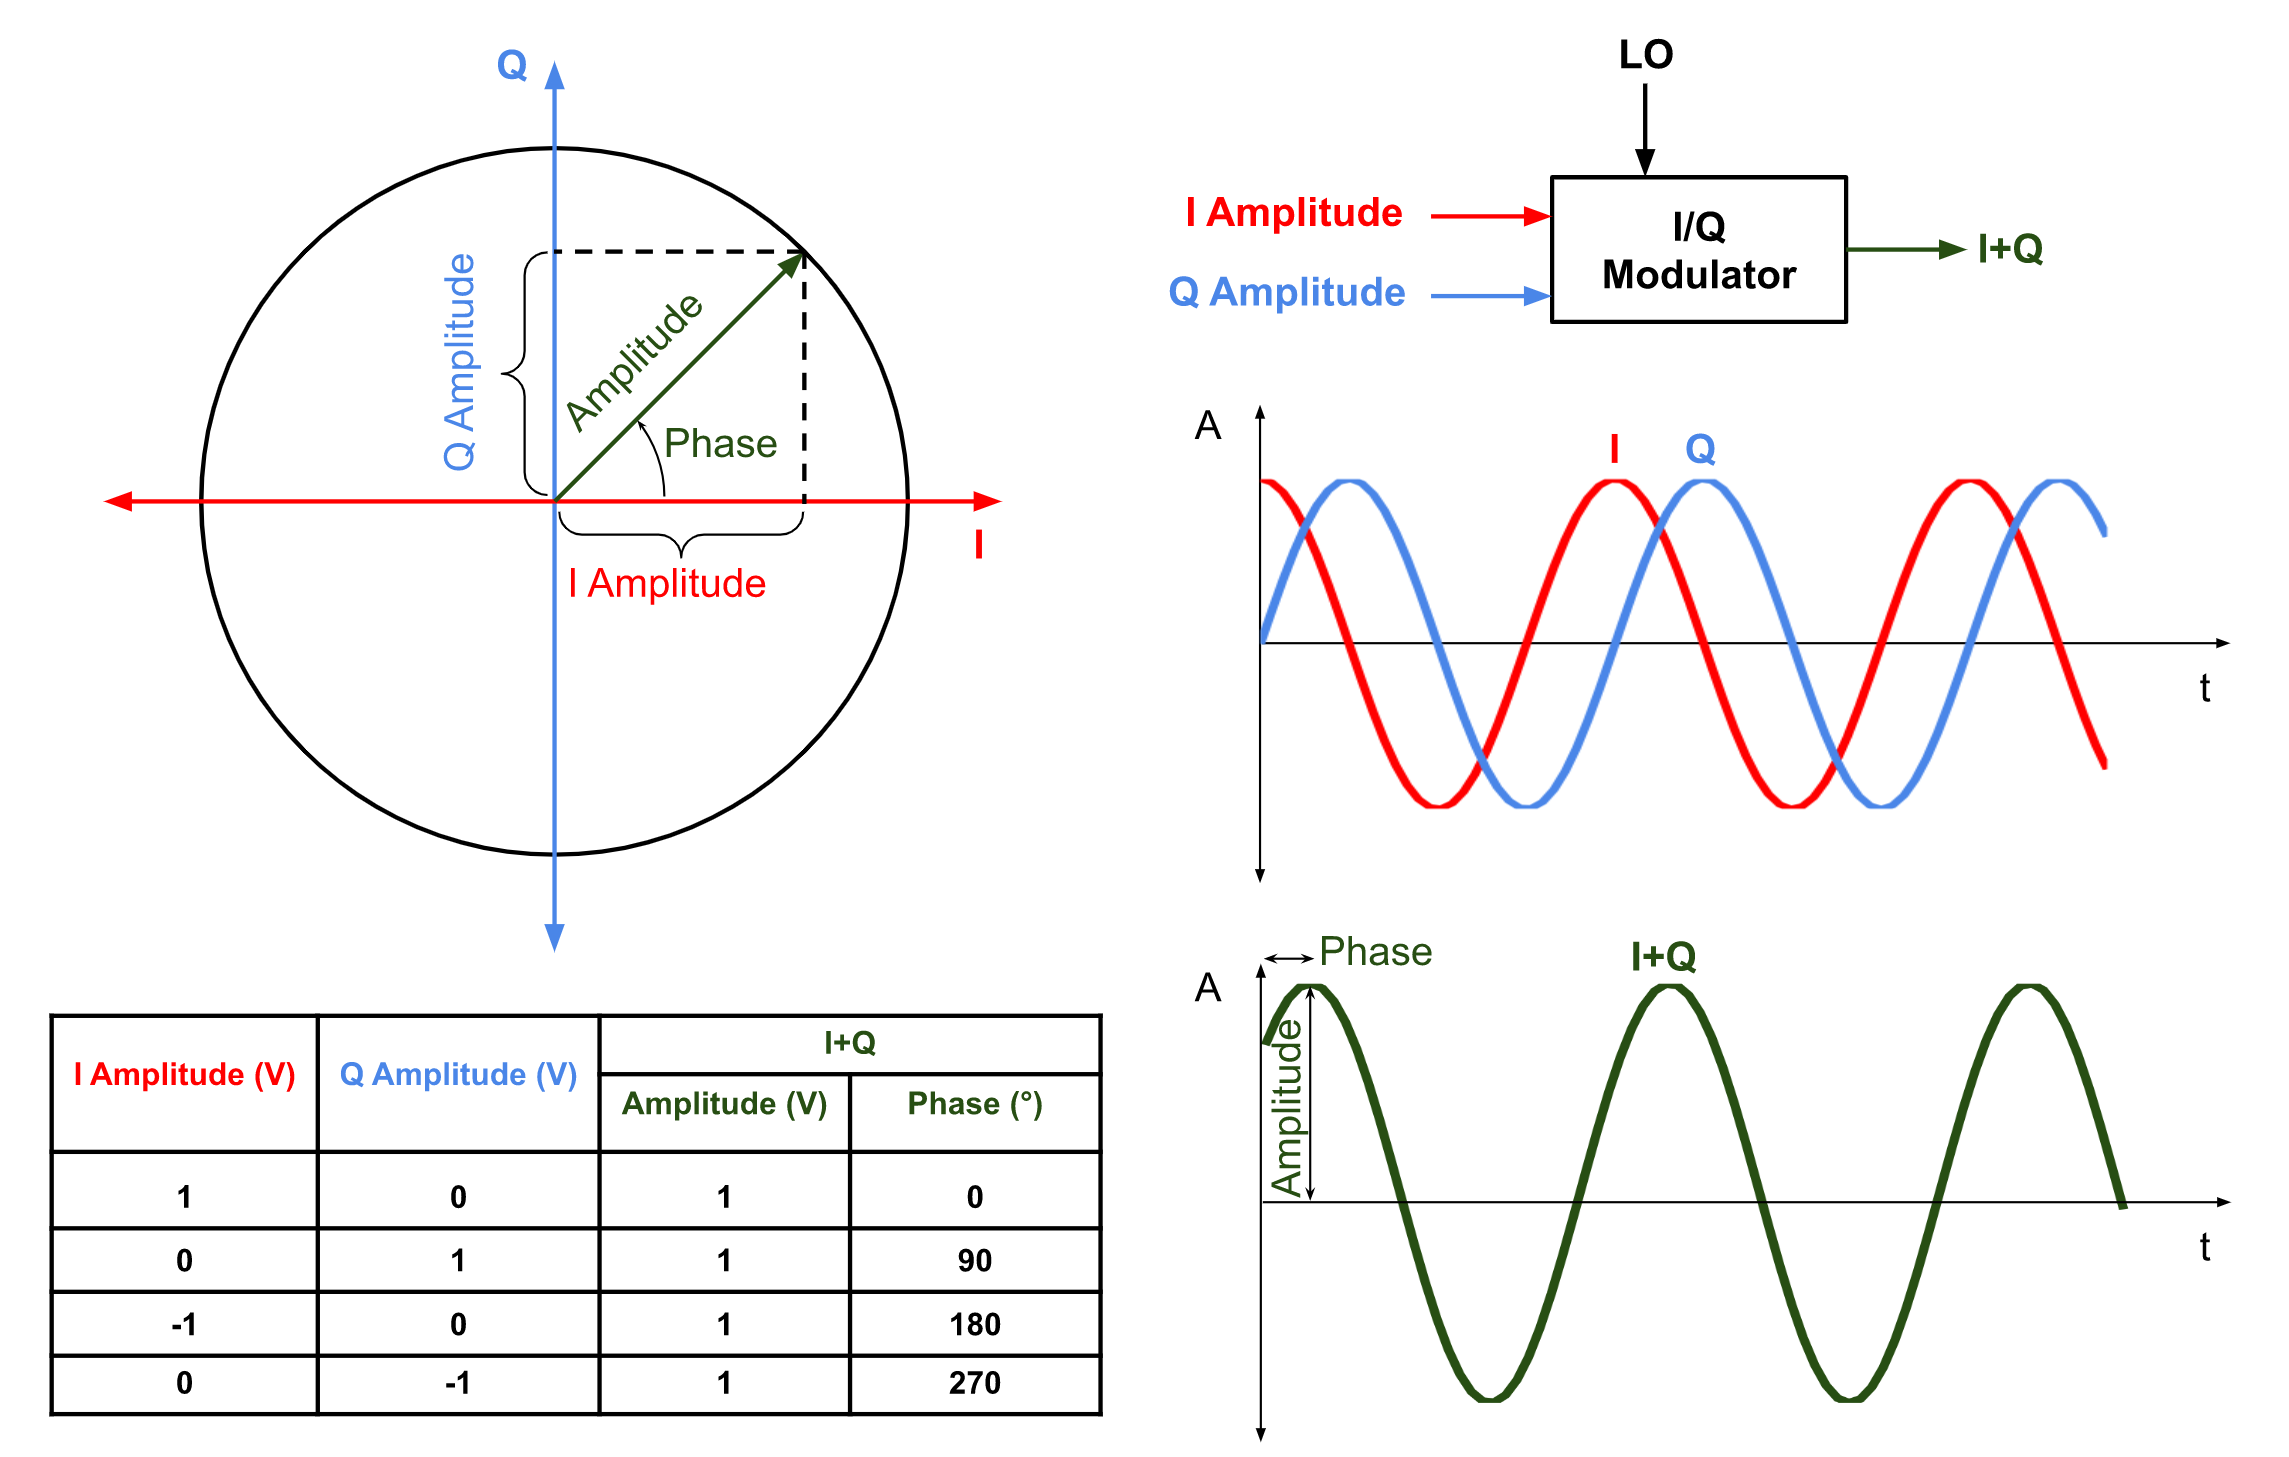 Q
Q Amplitude
Amplitude
Phase
I
I Amplitude
LO
I Amplitude
Q Amplitude
I/Q
Modulator
I+Q
A
I
Q
t
Phase
I+Q
A
Amplitude
t
I Amplitude (V)
Q Amplitude (V)
I+Q
Amplitude (V)
Phase (°)
1 0 1 0
0 1 1 90
-1 0 1 180
0 -1 1 270